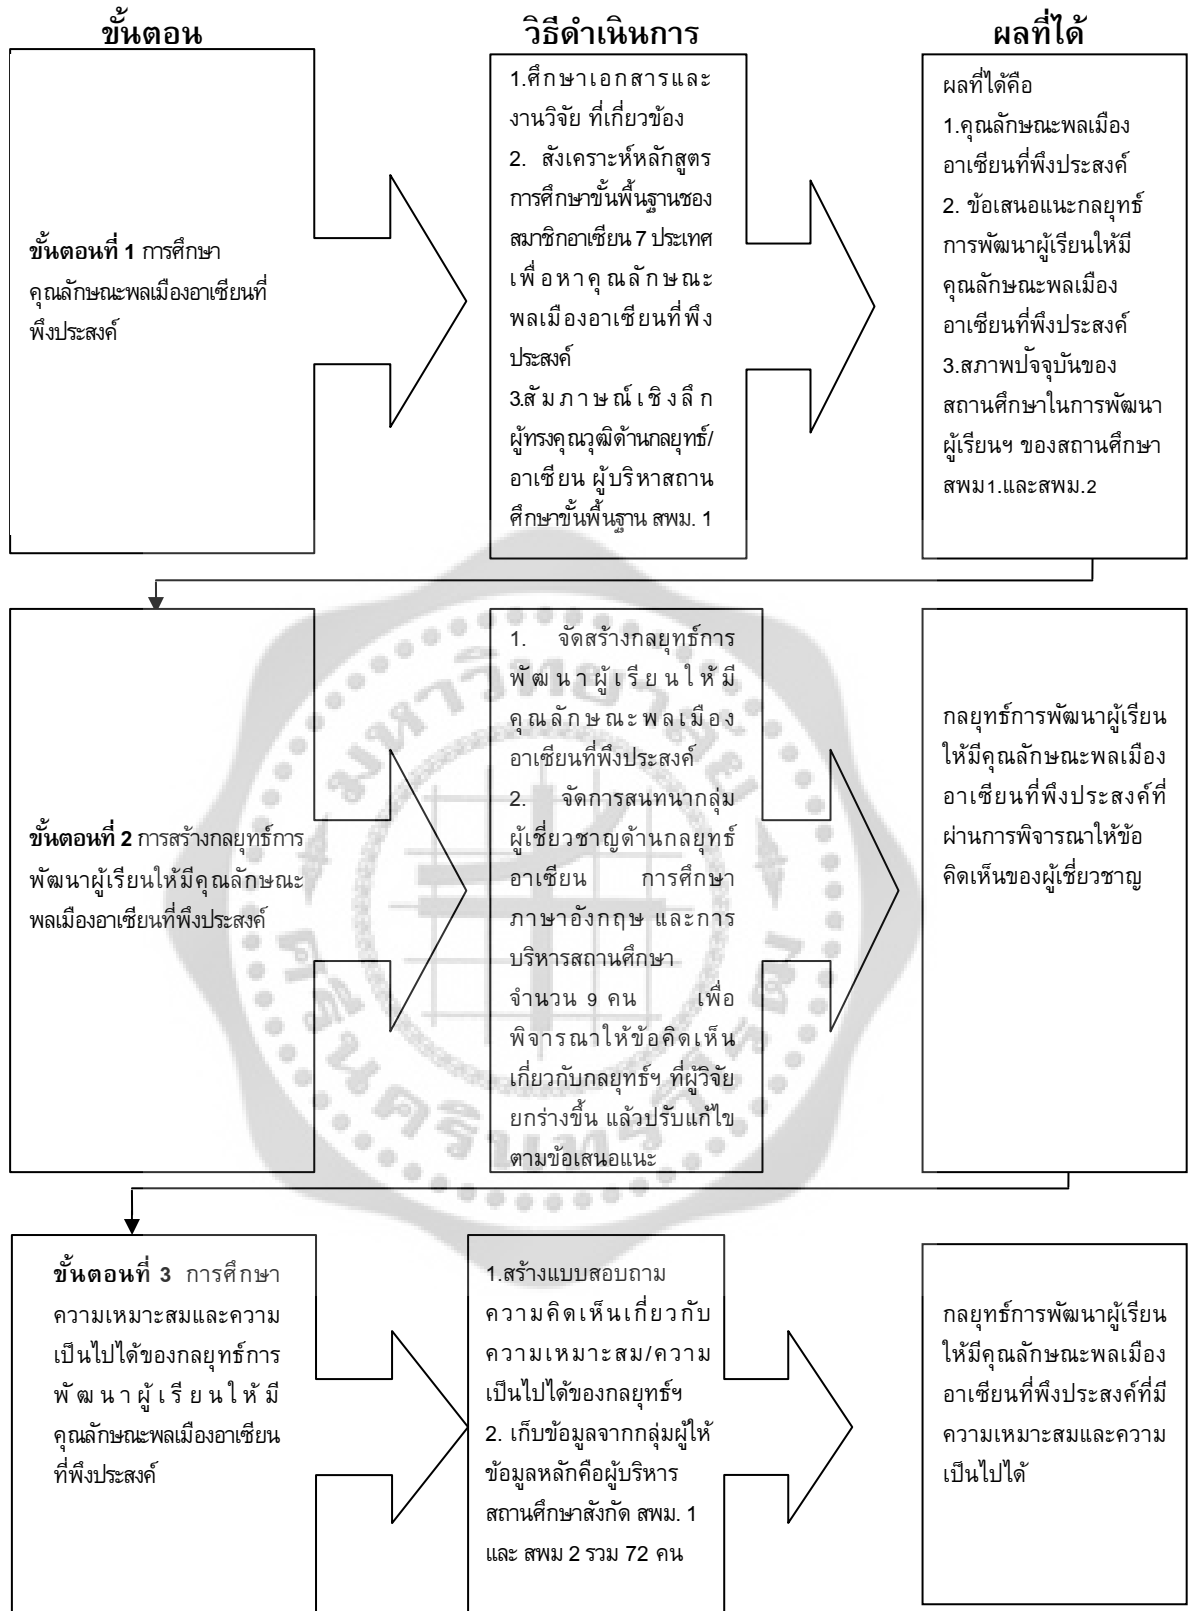 ขั้นตอน
วิธีดำเนินการ
ผลที่ได้
ขั้นตอนที่ 1 การศึกษา
คุณลักษณะพลเมืองอาเซียนที่
พึงประสงค์
1.ศึกษาเอกสารและ
งานวิจัย ที่เกี่ยวข้อง
2. สังเคราะห์หลักสูตร
การศึกษาขั้นพื้นฐานชอง
สมาชิกอาเซียน 7 ประเทศ
เพื่อหาคุณลักษณะ
พลเมืองอาเซียนที่พึง
ประสงค์
3.สัมภาษณ์เชิงลึก
ผู้ทรงคุณวุฒิด้านกลยุทธ์/
อาเซียน ผู้บริหาสถาน
ศึกษาขั้นพื้นฐาน สพม. 1
ผลที่ได้คือ
1.คุณลักษณะพลเมือง
อาเซียนที่พึงประสงค์
2. ข้อเสนอแนะกลยุทธ์
การพัฒนาผู้เรียนให้มี
คุณลักษณะพลเมือง
อาเซียนที่พึงประสงค์
3.สภาพปัจจุบันของ
สถานศึกษาในการพัฒนา
ผู้เรียนฯ ของสถานศึกษา
สพม1.และสพม.2
ขั้นตอนที่ 2 การสร้างกลยุทธ์การ
พัฒนาผู้เรียนให้มีคุณลักษณะ
พลเมืองอาเซียนที่พึงประสงค์
1. จัดสร้างกลยุทธ์การ
พัฒนาผู้เรียนให้มี
คุณลักษณะพลเมือง
อาเซียนที่พึงประสงค์
2. จัดการสนทนากลุ่ม
ผู้เชี่ยวชาญด้านกลยุทธ์
อาเซียน การศึกษา
ภาษาอังกฤษ และการ
บริหารสถานศึกษา
จำนวน 9 คน เพื่อ
พิจารณาให้ข้อคิดเห็น
เกี่ยวกับกลยุทธ์ฯ ที่ผู้วิจัย
ยกร่างขึ้น แล้วปรับแก้ไข
ตามข้อเสนอแนะ
กลยุทธ์การพัฒนาผู้เรียน
ให้มีคุณลักษณะพลเมือง
อาเซียนที่พึงประสงค์ที่
ผ่านการพิจารณาให้ข้อ
คิดเห็นของผู้เชี่ยวชาญ
มหาวิทยาลัย
ศรีนครินทรวิโรฒ
ขั้นตอนที่ 3 การศึกษา
ความเหมาะสมและความ
เป็นไปได้ของกลยุทธ์การ
พัฒนาผู้เรียนให้มี
คุณลักษณะพลเมืองอาเซียน
ที่พึงประสงค์
1.สร้างแบบสอบถาม
ความคิดเห็นเกี่ยวกับ
ความเหมาะสม/ความ
เป็นไปได้ของกลยุทธ์ฯ
2. เก็บข้อมูลจากกลุ่มผู้ให้
ข้อมูลหลักคือผู้บริหาร
สถานศึกษาสังกัด สพม. 1
และ สพม 2 รวม 72 คน
กลยุทธ์การพัฒนาผู้เรียน
ให้มีคุณลักษณะพลเมือง
อาเซียนที่พึงประสงค์ที่มี
ความเหมาะสมและความ
เป็นไปได้